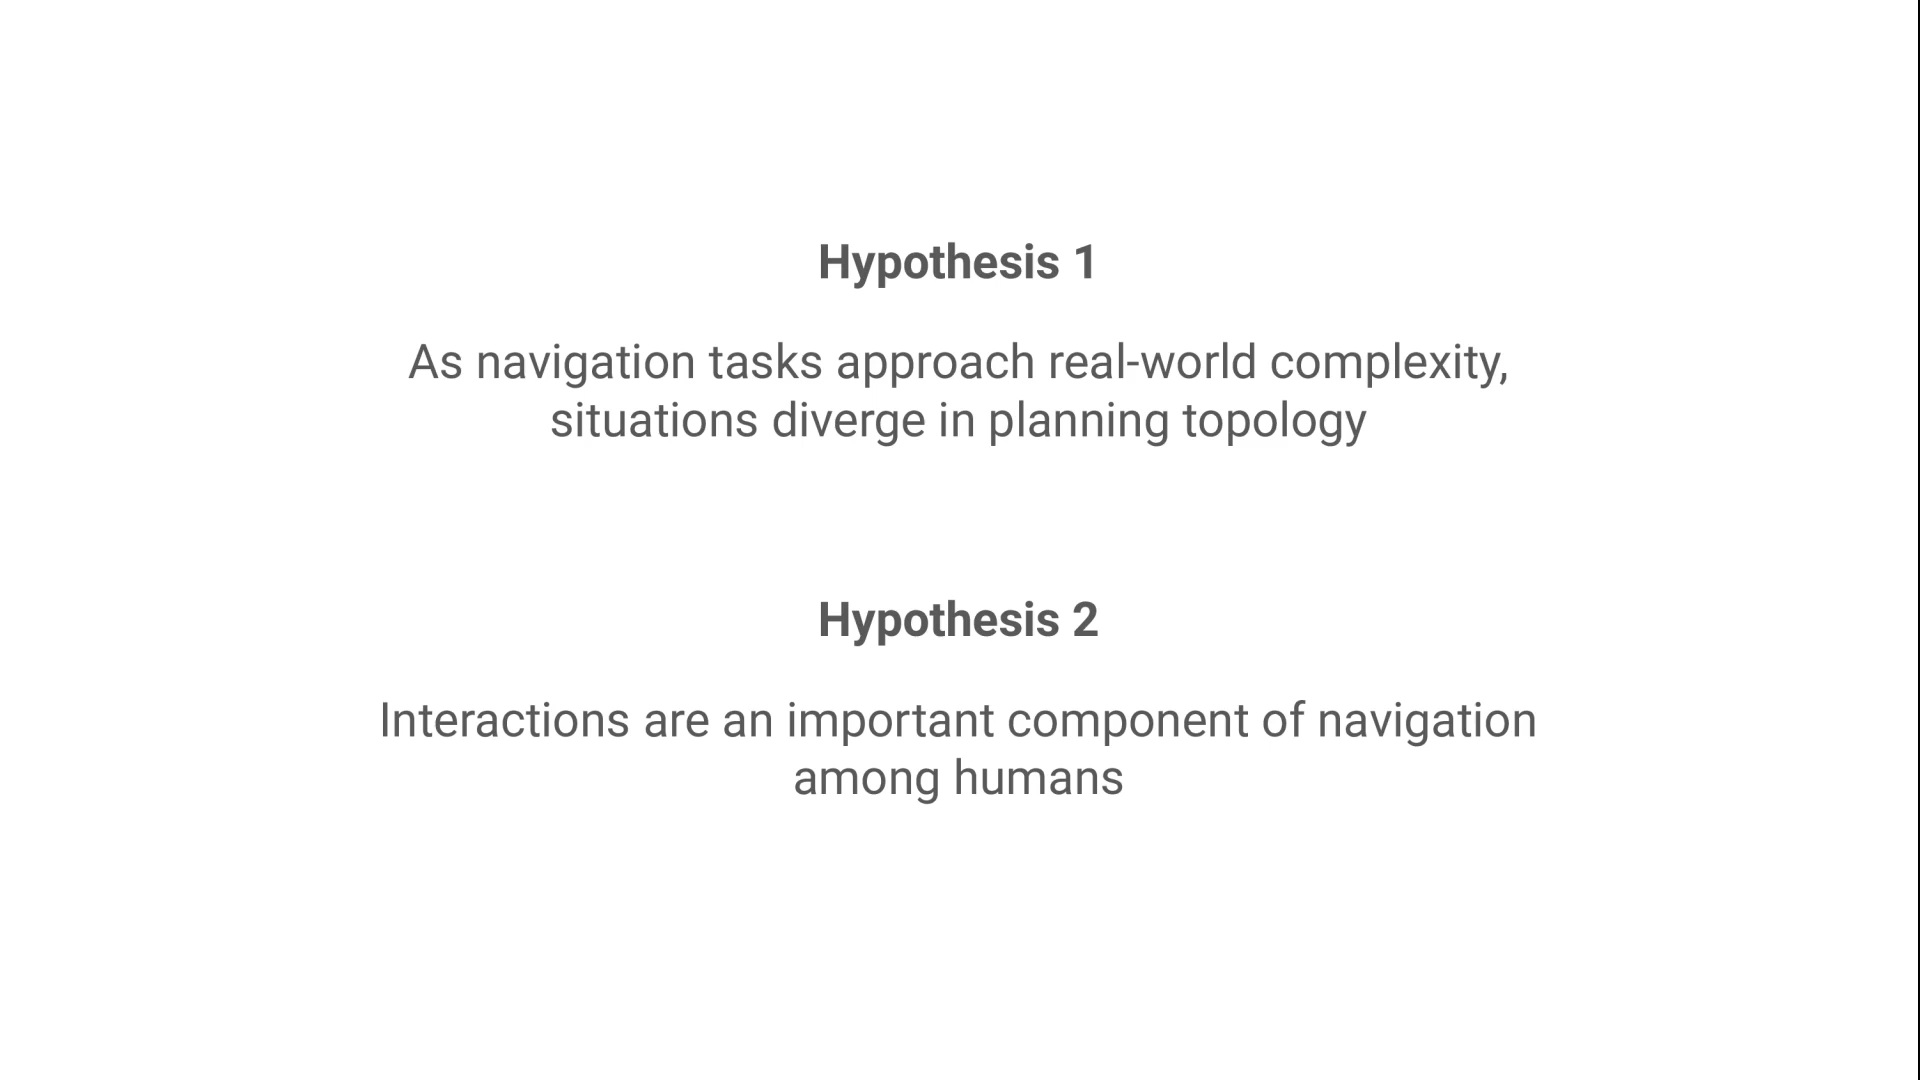 Hypothesis 1
As navigation tasks approach real-world complexity,
situations diverge in planning topology
Hypothesis 2
Interactions are an important component of navigation
among humans